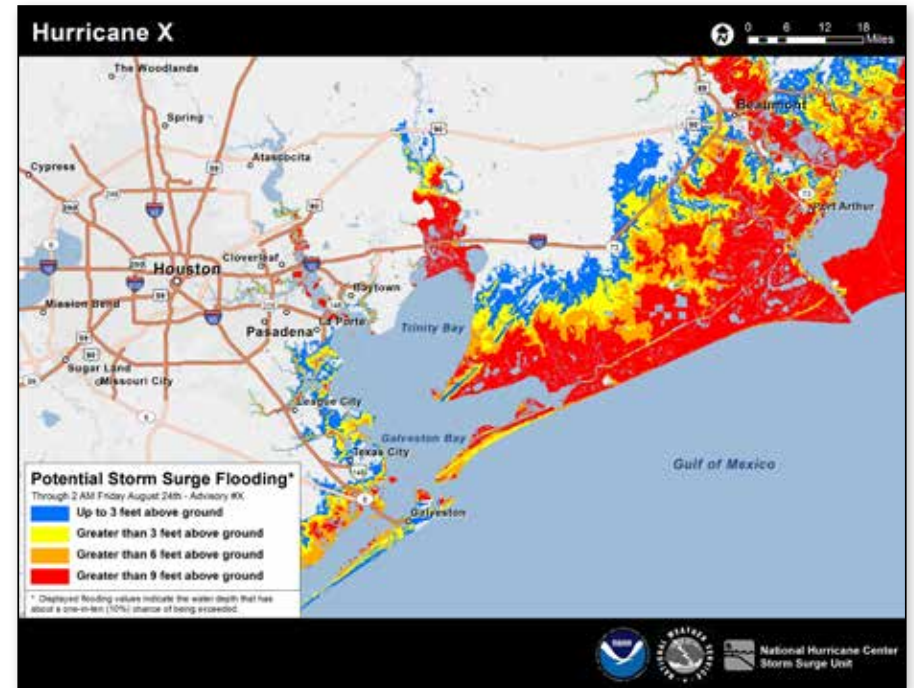 Hurricane X
0 6 12 18
Miles
The Woodlands
Spring
Cypress
Atascocita
Beaumont
Port Arthur
Cloverleaf
Houston
Baytown
Mission Bend
Pasadena
La Porte
Trinity Bay
Sugar Land
Missouri City
League City
Galveston Bay
Texas City
Gulf of Mexico
Galveston
Potential Storm Surge Flooding*
Through 2 AM Friday August 24th - Advisory #X
Up to 3 feet above ground
Greater than 3 feet above ground
Greater than 6 feet above ground
Greater than 9 feet above ground
* Displayed flooding values indicate the water depth that has
about a one-in-ten (10%) chance of being exceeded.
NOAA
NATIONAL WEATHER SERVICE
National Hurricane Center
Storm Surge Unit